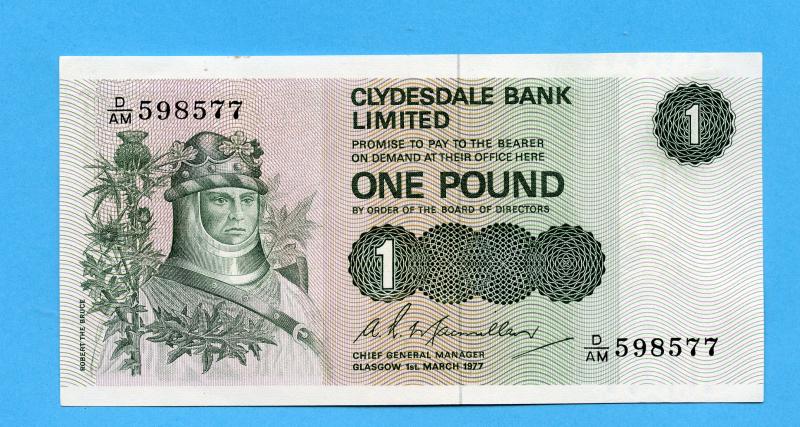 D/AM 598577
CLYDESDALE BANK
LIMITED
PROMISE TO PAY TO THE BEARER
ON DEMAND AT THEIR OFFICE HERE
ONE POUND
BY ORDER OF THE BOARD OF DIRECTORS
1
1
CHIEF GENERAL MANAGER
GLASGOW 1st. MARCH 1977
D/AM 598577
ROBERT THE BRUCE